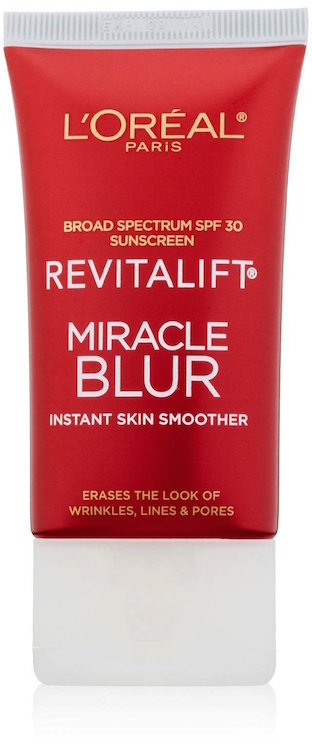 L'ORÉAL®
PARIS
BROAD SPECTRUM SPF 30
SUNSCREEN
REVITALIFT®
MIRACLE
BLUR
INSTANT SKIN SMOOTHER
ERASES THE LOOK OF
WRINKLES, LINES & PORES